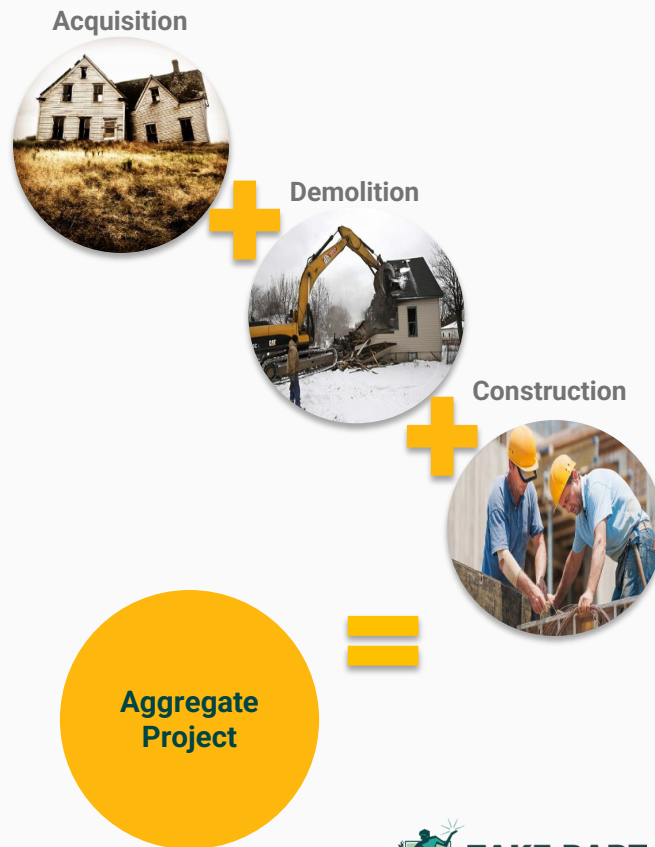 Acquisition
Demolition
Construction
Aggregate
Project